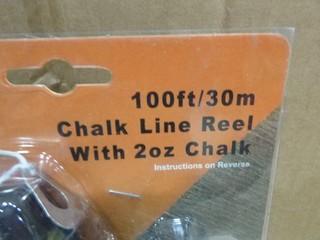 100ft/30m
Chalk Line Reel
With 2oz Chalk
Instructions on Reverse